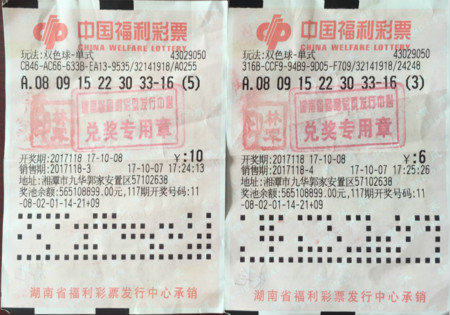 中国福利彩票
CHINA WELFARE LOTTERY
玩法:双色球-单式 43029050
CB46-AC66-633B-EA13-9535/32141918/A0255
A.08 09 15 22 30 33-16 (5)
兑奖专用章
开奖期:2017118 17-10-08 ¥:10
销售期:2017118-3 17-10-07 17:24:13
地址:湘潭市九华郭家安置区57102638
奖池余额:565108899.00元,117期开奖号码:11
-08-02-01-14-21+09
湖南省福利彩票发行中心承销
中国福利彩票
CHINA WELFARE LOTTERY
玩法:双色球-单式 43029050
316B-CCF9-94B9-9D05-F709/32141918/24248
A.08 09 15 22 30 33-16 (3)
兑奖专用章
开奖期:2017118 17-10-08 ¥:6
销售期:2017118-4 17-10-07 17:25:26
地址:湘潭市九华郭家安置区57102638
奖池余额:565108899.00元,117期开奖号码:11
-08-02-01-14-21+09
湖南省福利彩票发行中心承销